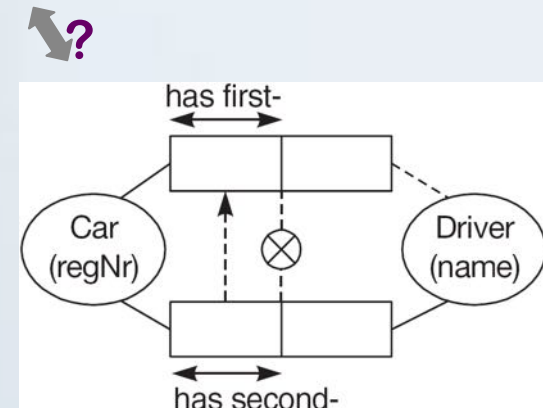 ?
has first-
Car
(regNr)
Driver
(name)
has second-